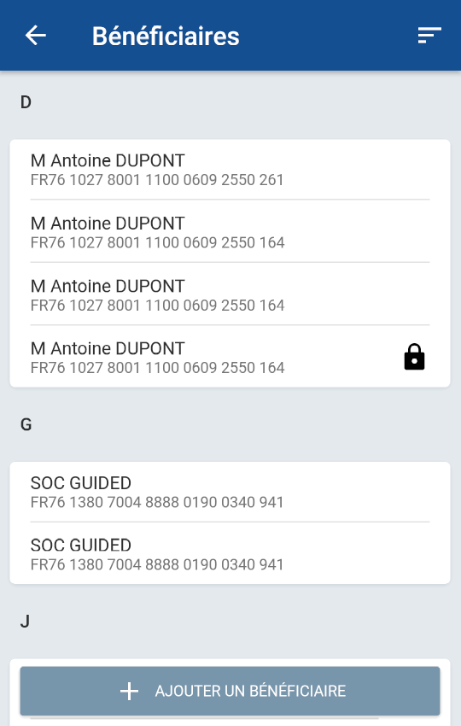 Bénéficiaires
D
M Antoine DUPONT
FR76 1027 8001 1100 0609 2550 261
M Antoine DUPONT
FR76 1027 8001 1100 0609 2550 164
M Antoine DUPONT
FR76 1027 8001 1100 0609 2550 164
M Antoine DUPONT
FR76 1027 8001 1100 0609 2550 164
G
SOC GUIDED
FR76 1380 7004 8888 0190 0340 941
SOC GUIDED
FR76 1380 7004 8888 0190 0340 941
J
AJOUTER UN BÉNÉFICIAIRE